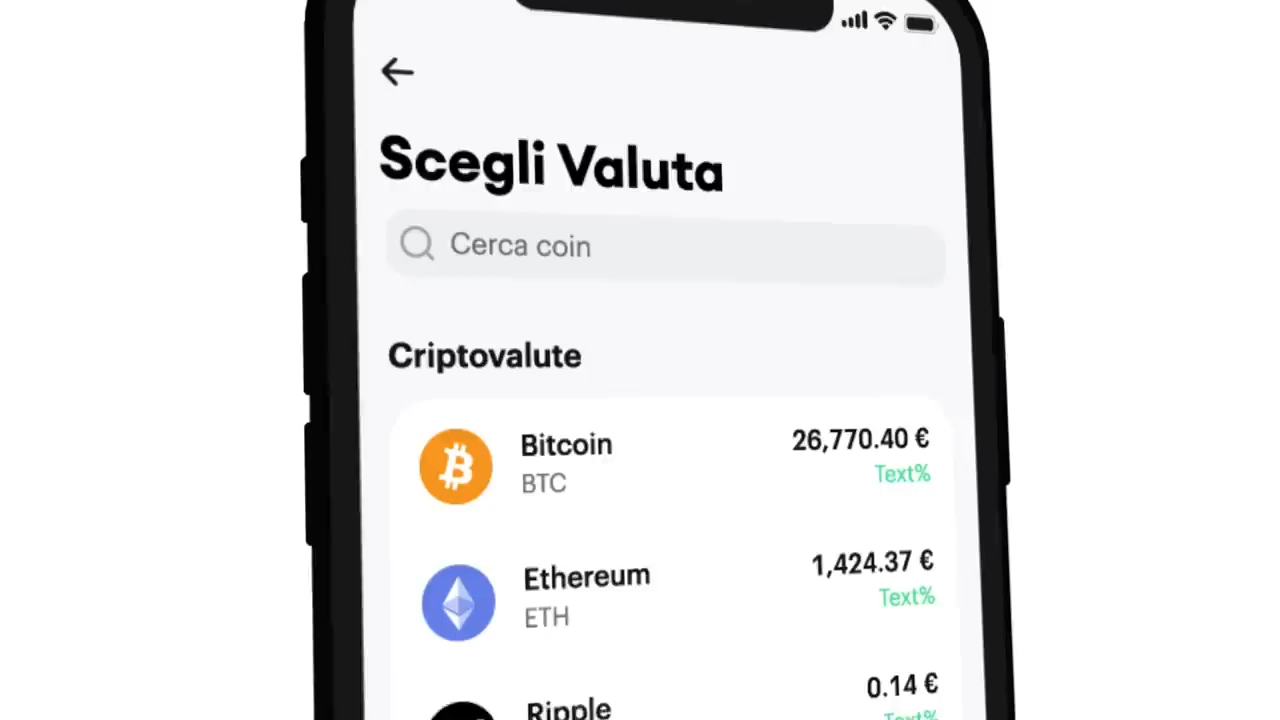 Scegli Valuta
Cerca coin
Criptovalute
Bitcoin
26,770.40 €
BTC
Text%
Ethereum
1,424.37 €
ETH
Text%
Ripple
0.14 €
Text%